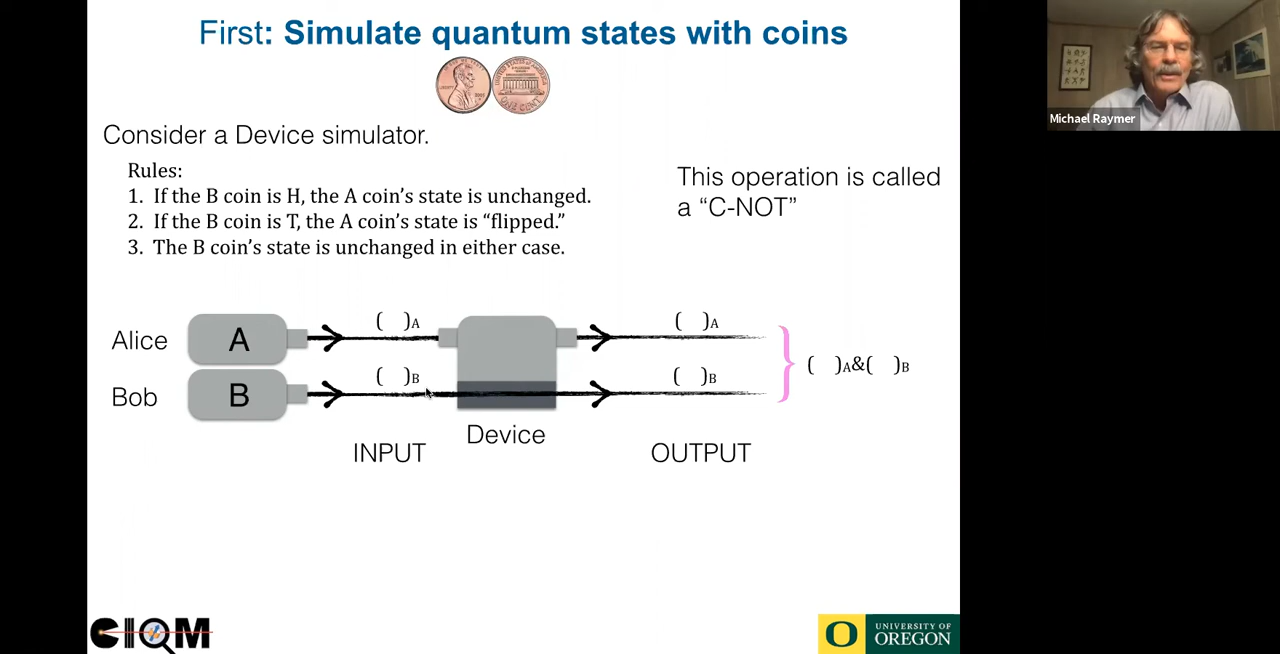 First: Simulate quantum states with coins
Michael Raymer
Consider a Device simulator.
Rules:
1. If the B coin is H, the A coin’s state is unchanged.
2. If the B coin is T, the A coin’s state is “flipped.”
3. The B coin’s state is unchanged in either case.
This operation is called
a “C-NOT”
Alice
A
( )A
( )A
( )A&( )B
Bob
B
( )B
( )B
Device
INPUT
OUTPUT
CIQM
O
UNIVERSITY OF
OREGON